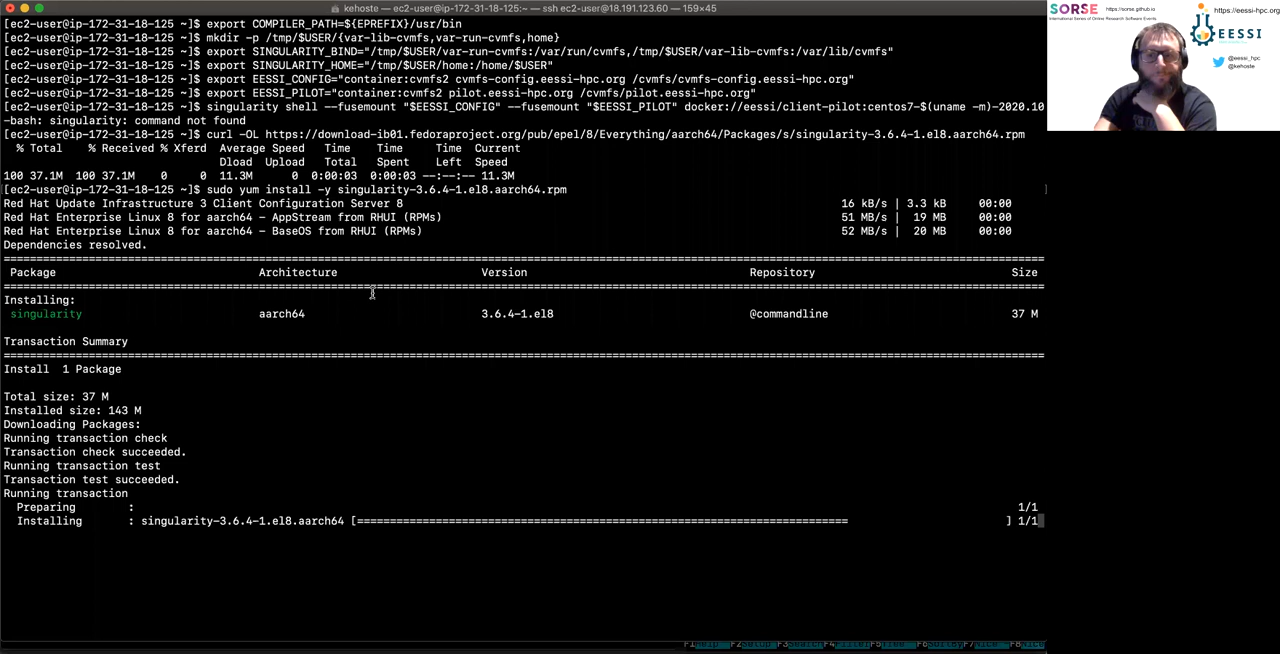 kehoste — ec2-user@ip-172-31-18-125:~ — ssh ec2-user@18.191.123.60 — 159×45
[ec2-user@ip-172-31-18-125 ~]$ export COMPILER_PATH=${EPREFIX}/usr/bin
[ec2-user@ip-172-31-18-125 ~]$ mkdir -p /tmp/$USER/{var-lib-cvmfs,var-run-cvmfs,home}
[ec2-user@ip-172-31-18-125 ~]$ export SINGULARITY_BIND="/tmp/$USER/var-run-cvmfs:/var/run/cvmfs,/tmp/$USER/var-lib-cvmfs:/var/lib/cvmfs"
[ec2-user@ip-172-31-18-125 ~]$ export SINGULARITY_HOME="/tmp/$USER/home:/home/$USER"
[ec2-user@ip-172-31-18-125 ~]$ export EESSI_CONFIG="container:cvmfs2 cvmfs-config.eessi-hpc.org /cvmfs/cvmfs-config.eessi-hpc.org"
[ec2-user@ip-172-31-18-125 ~]$ export EESSI_PILOT="container:cvmfs2 pilot.eessi-hpc.org /cvmfs/pilot.eessi-hpc.org"
[ec2-user@ip-172-31-18-125 ~]$ singularity shell --fusemount "$EESSI_CONFIG" --fusemount "$EESSI_PILOT" docker://eessi/client-pilot:centos7-$(uname -m)-2020.10
-bash: singularity: command not found
[ec2-user@ip-172-31-18-125 ~]$ curl -OL https://download-ib01.fedoraproject.org/pub/epel/8/Everything/aarch64/Packages/s/singularity-3.6.4-1.el8.aarch64.rpm
% Total % Received % Xferd Average Speed Time Time Time Current
Dload Upload Total Spent Left Speed
100 37.1M 100 37.1M 0 0 11.3M 0 0:00:03 0:00:03 --:--:-- 11.3M
[ec2-user@ip-172-31-18-125 ~]$ sudo yum install -y singularity-3.6.4-1.el8.aarch64.rpm
Red Hat Update Infrastructure 3 Client Configuration Server 8 16 kB/s | 3.3 kB 00:00
Red Hat Enterprise Linux 8 for aarch64 - AppStream from RHUI (RPMs) 51 MB/s | 19 MB 00:00
Red Hat Enterprise Linux 8 for aarch64 - BaseOS from RHUI (RPMs) 52 MB/s | 20 MB 00:00
Dependencies resolved.
Package Architecture Version Repository Size
Installing:
singularity aarch64 3.6.4-1.el8 @commandline 37 M
Transaction Summary
Install 1 Package
Total size: 37 M
Installed size: 143 M
Downloading Packages:
Running transaction check
Transaction check succeeded.
Running transaction test
Transaction test succeeded.
Running transaction
Preparing : 1/1
Installing : singularity-3.6.4-1.el8.aarch64 [=========================================================================== ] 1/1
SORSE https://sorse.github.io
International Series of Online Research Software Events
https://eessi-hpc.org
EESSI
@eessi_hpc
@kehoste